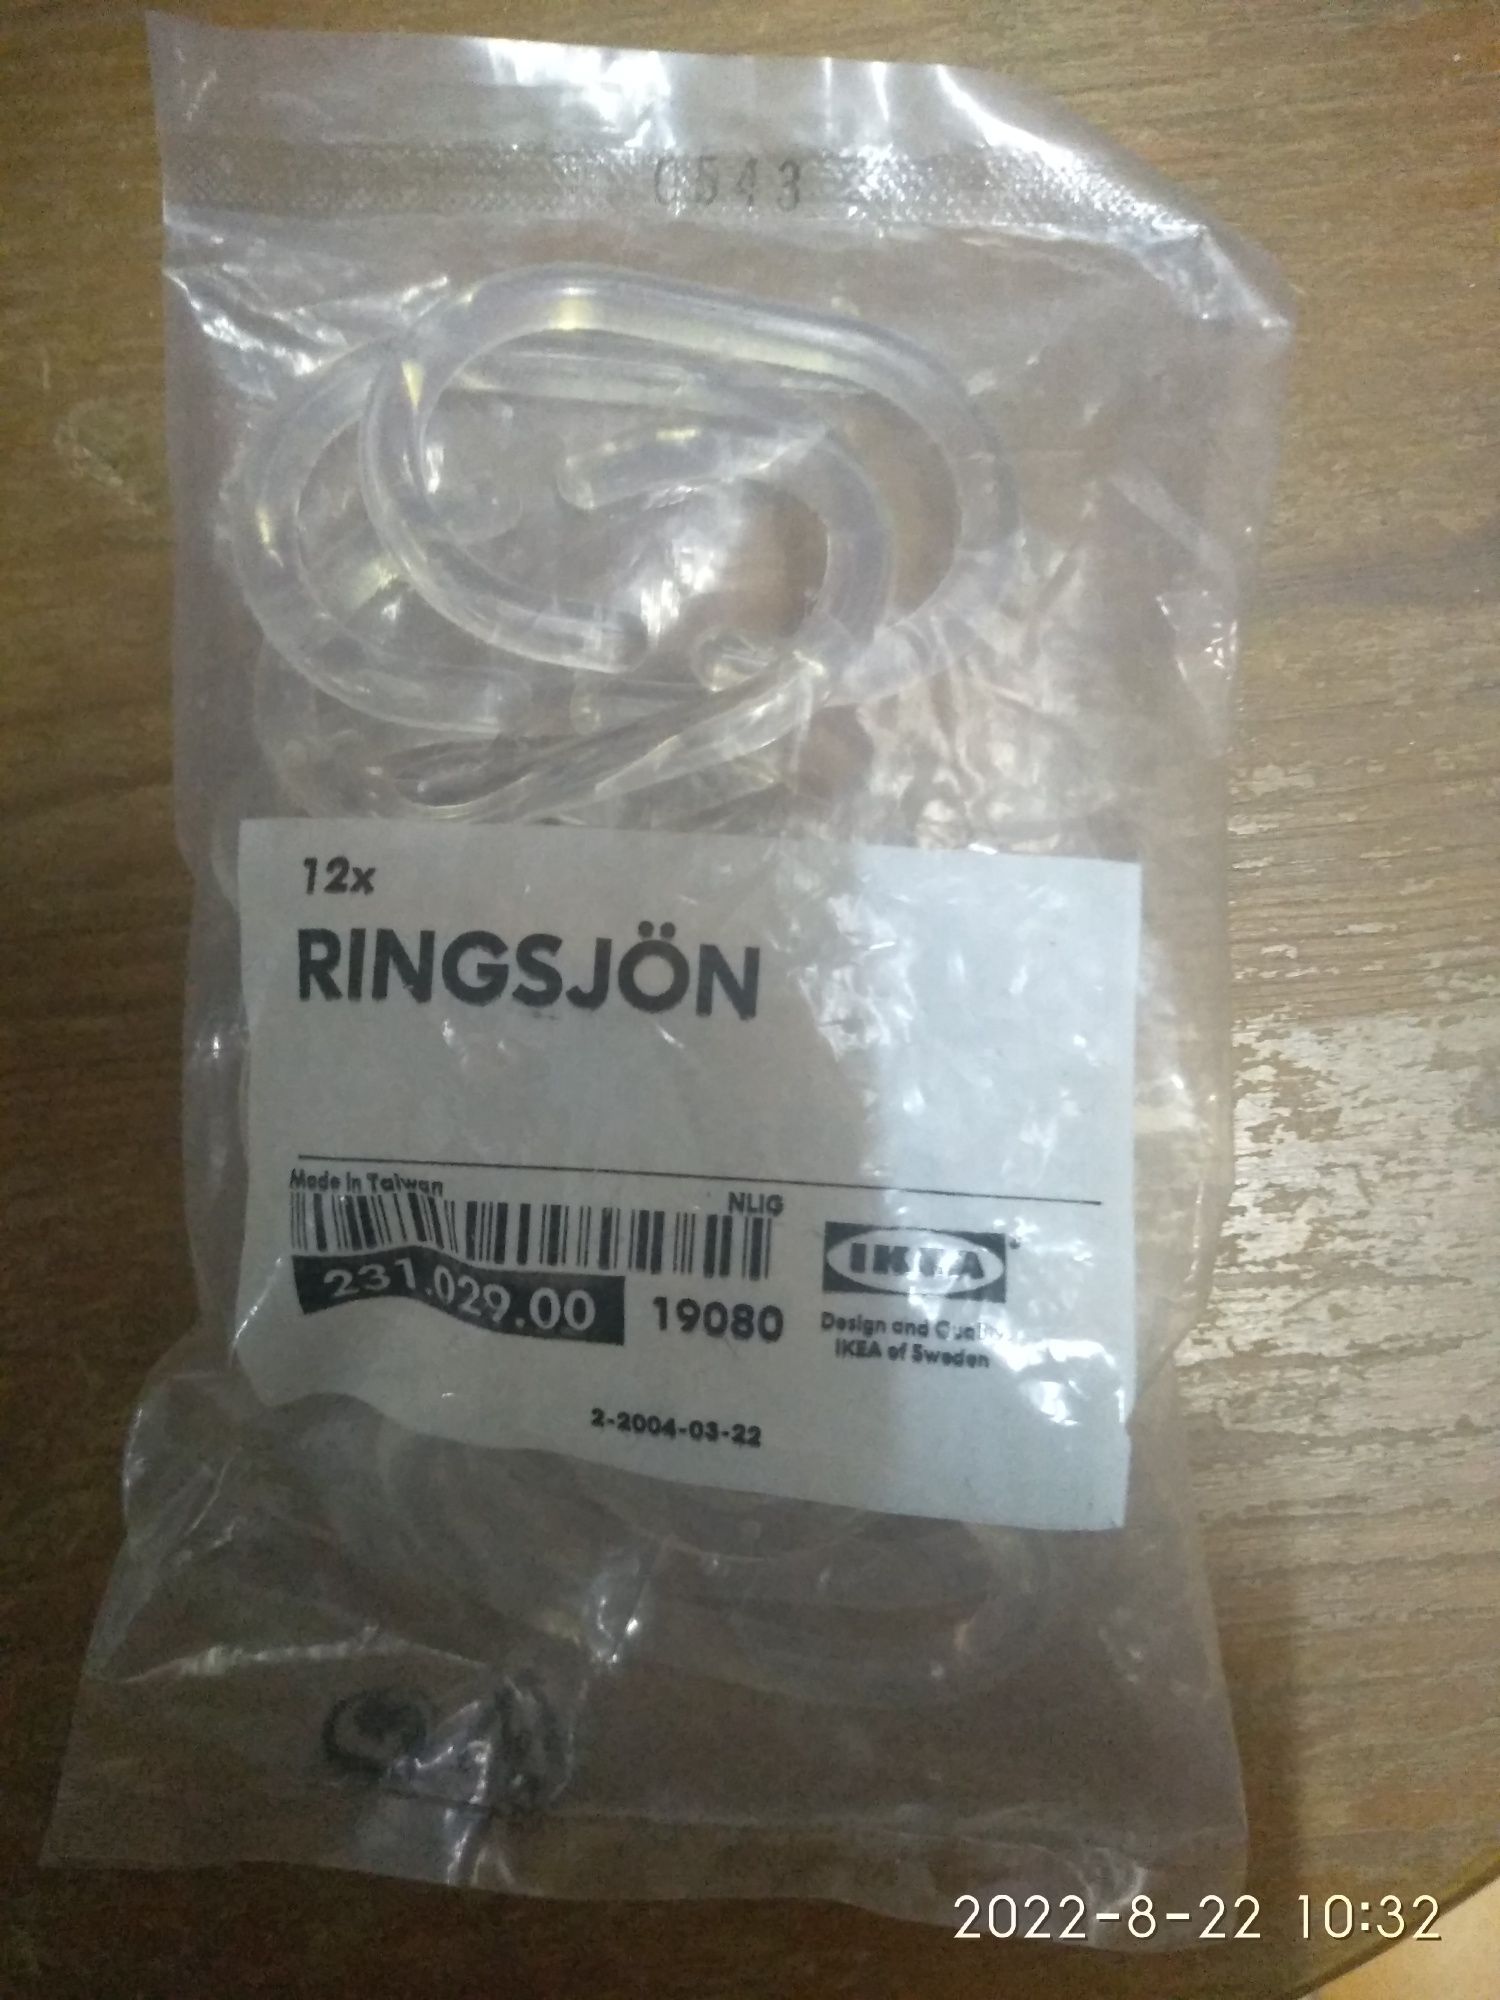 0543
12x
RINGSJÖN
Made in Taiwan
NLIG
231.029.00
19080
IKEA
®
Design and Quality
IKEA of Sweden
2-2004-03-22
2022-8-22 10:32